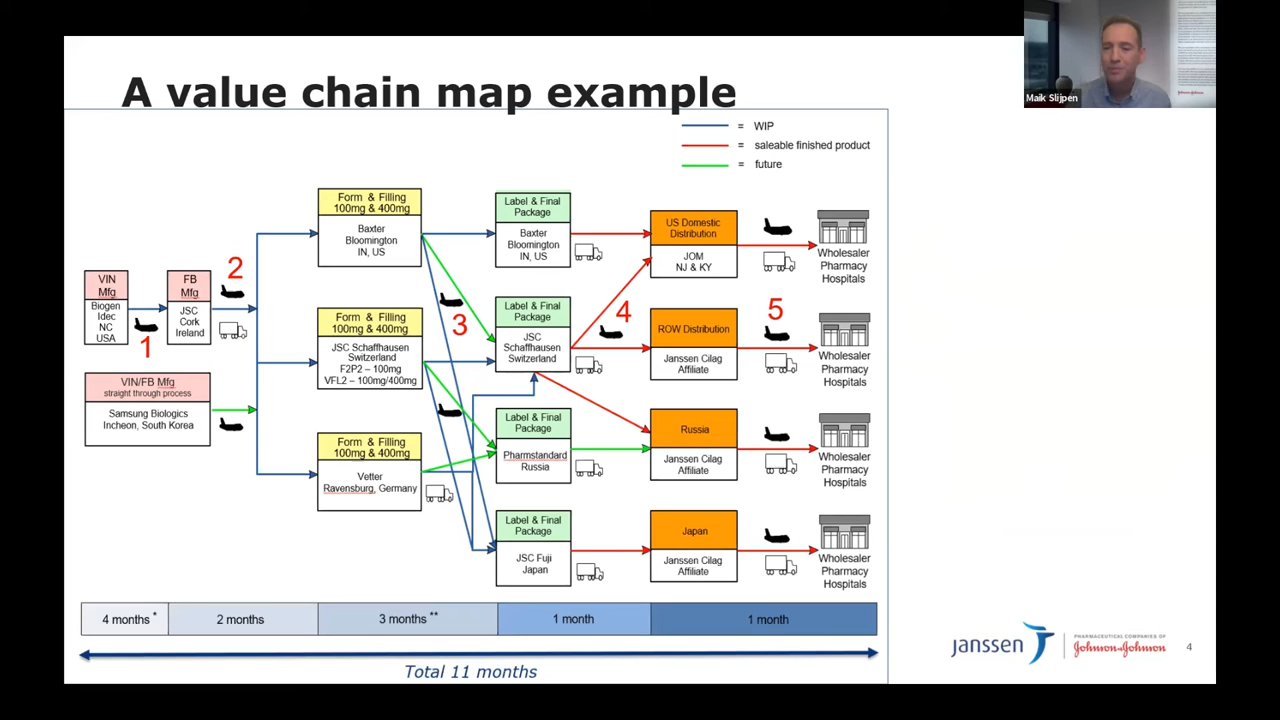 A value chain map example
Maik Slijpen
= WIP
= saleable finished product
= future
VIN
Mfg
Biogen
Idec
NC
USA
1
FB
Mfg
JSC
Cork
Ireland
2
VIN/FB Mfg
straight through process
Samsung Biologics
Incheon, South Korea
Form & Filling
100mg & 400mg
Baxter
Bloomington
IN, US
Form & Filling
100mg & 400mg
JSC Schaffhausen
Switzerland
F2P2 – 100mg
VFL2 – 100mg/400mg
Form & Filling
100mg & 400mg
Vetter
Ravensburg, Germany
3
Label & Final
Package
Baxter
Bloomington
IN, US
Label & Final
Package
JSC
Schaffhausen
Switzerland
Label & Final
Package
Pharmstandard
Russia
Label & Final
Package
JSC Fuji
Japan
4
US Domestic
Distribution
JOM
NJ & KY
ROW Distribution
Janssen Cilag
Affiliate
Russia
Janssen Cilag
Affiliate
Japan
Janssen Cilag
Affiliate
5
Wholesaler
Pharmacy
Hospitals
Wholesaler
Pharmacy
Hospitals
Wholesaler
Pharmacy
Hospitals
Wholesaler
Pharmacy
Hospitals
4 months *
2 months
3 months **
1 month
1 month
Total 11 months
janssen
PHARMACEUTICAL COMPANIES OF
Johnson & Johnson
4